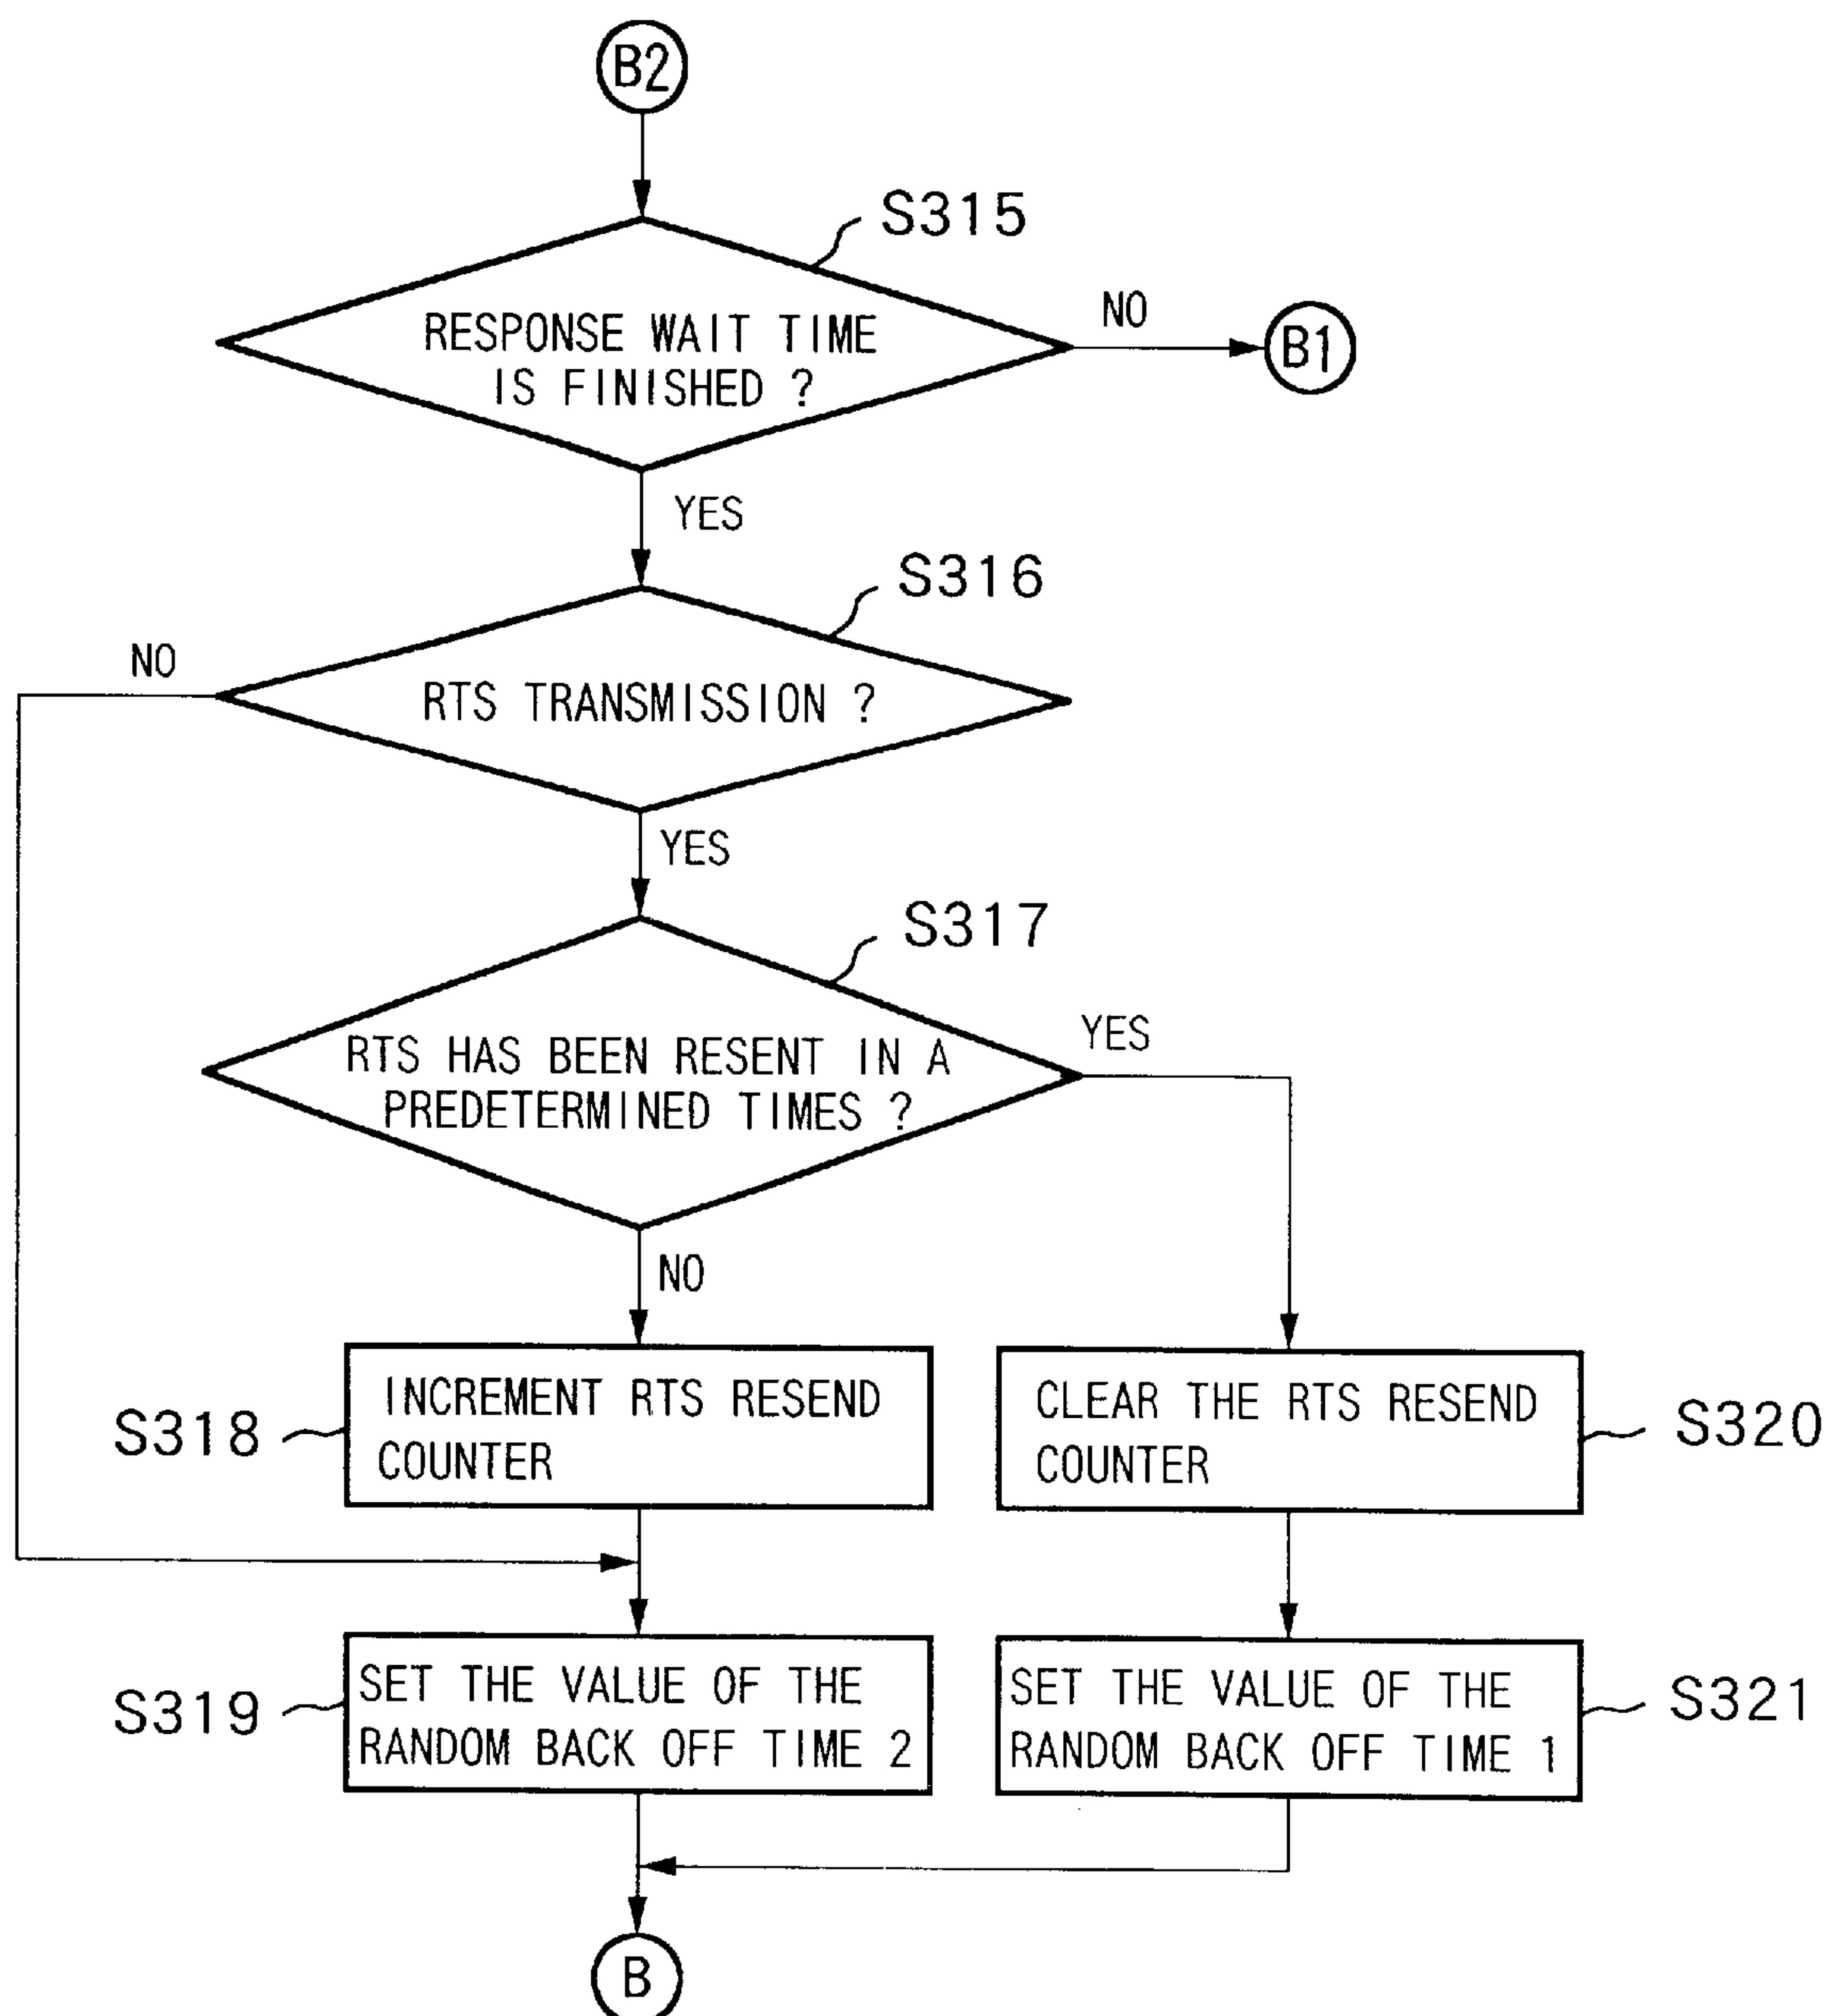 B2
S315
RESPONSE WAIT TIME
IS FINISHED ?
NO
B1
YES
S316
NO
RTS TRANSMISSION ?
YES
S317
RTS HAS BEEN RESENT IN A
PREDETERMINED TIMES ?
YES
NO
S318
INCREMENT RTS RESEND
COUNTER
CLEAR THE RTS RESEND
COUNTER
S320
S319
SET THE VALUE OF THE
RANDOM BACK OFF TIME 2
SET THE VALUE OF THE
RANDOM BACK OFF TIME 1
S321
B